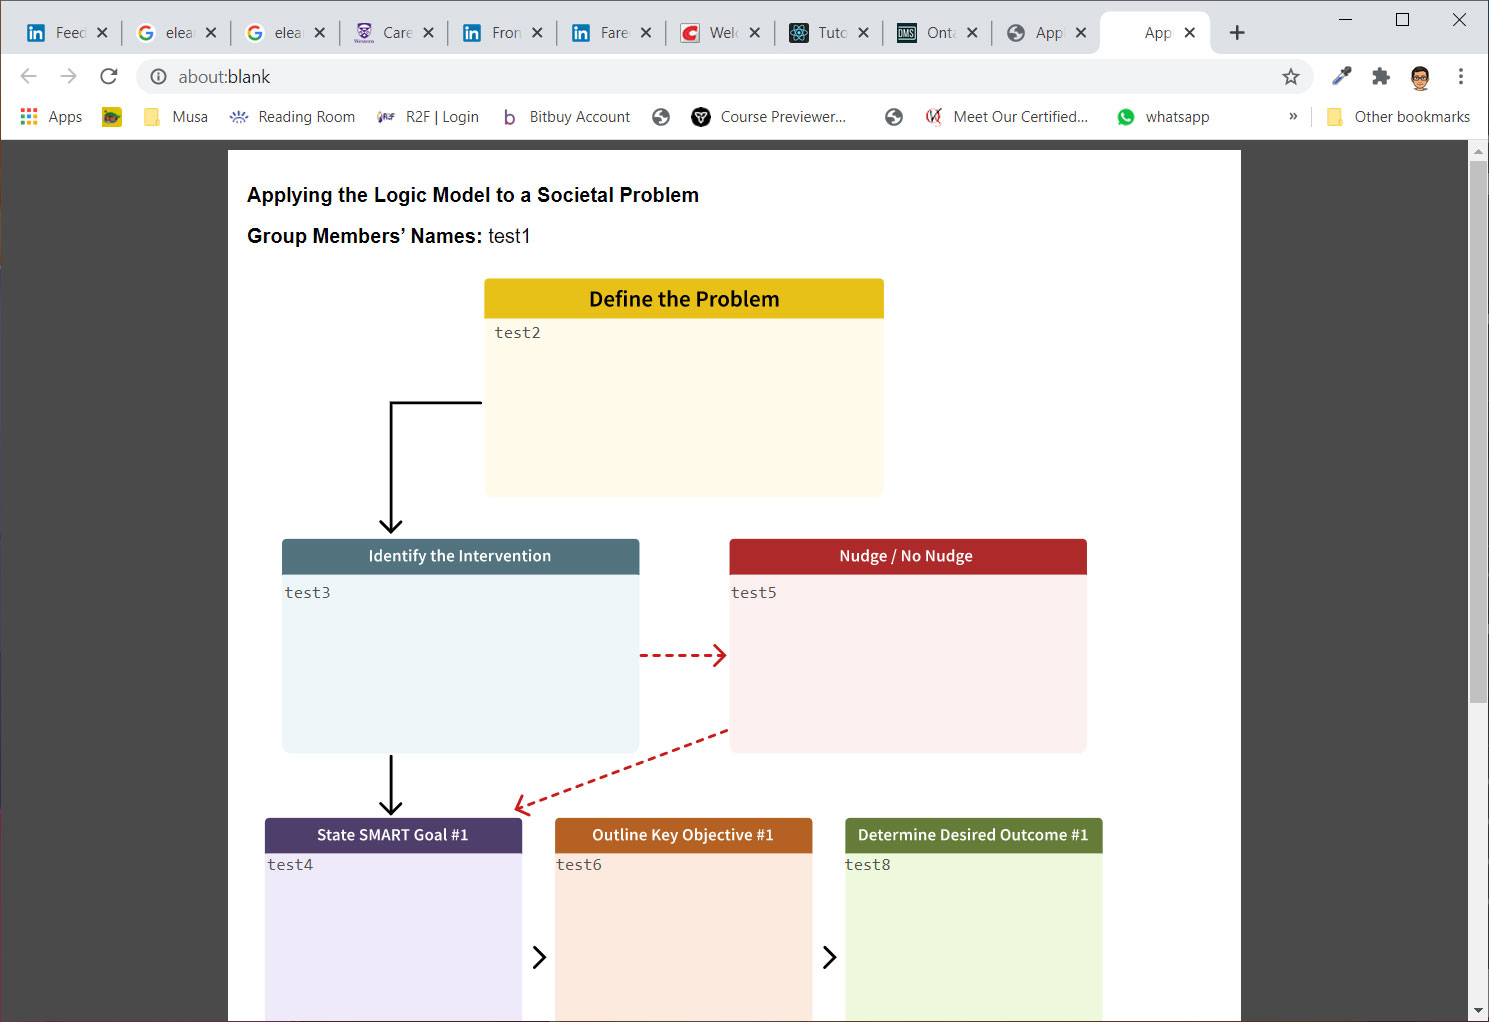 Feed
elea
elea
Care
Fron
Fare
Welc
Tuto
Onta
Appl
App
about:blank
Apps
Musa
Reading Room
R2F | Login
Bitbuy Account
Course Previewer...
Meet Our Certified...
whatsapp
»
Other bookmarks
Applying the Logic Model to a Societal Problem
Group Members’ Names: test1
Define the Problem
test2
Identify the Intervention
test3
Nudge / No Nudge
test5
State SMART Goal #1
test4
Outline Key Objective #1
test6
Determine Desired Outcome #1
test8